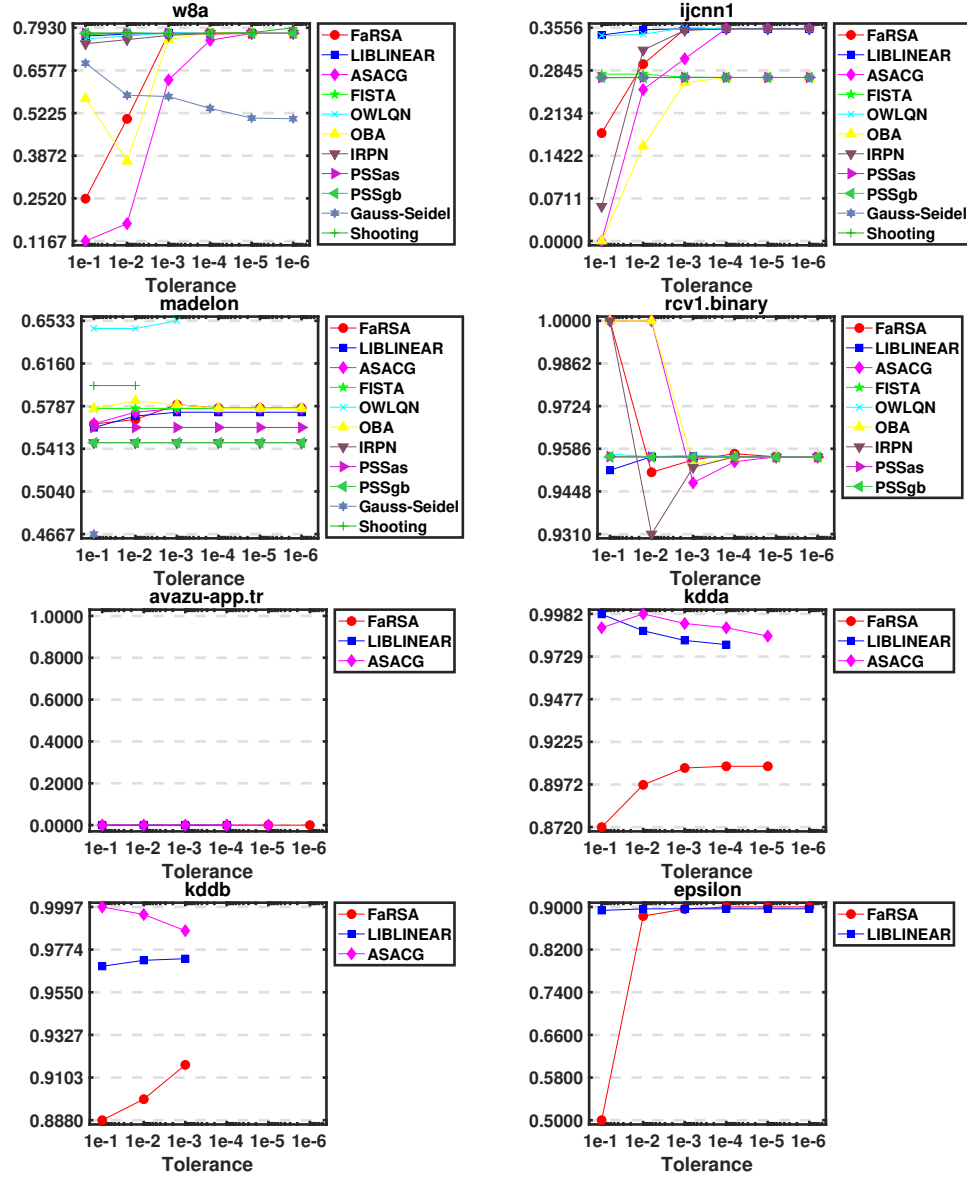 w8a
0.7930
0.6577
0.5225
0.3872
0.2520
0.1167
1e-1 1e-2 1e-3 1e-4 1e-5 1e-6
Tolerance
FaRSA
LIBLINEAR
ASACG
FISTA
OWLQN
OBA
IRPN
PSSas
PSSgb
Gauss-Seidel
Shooting
ijcnn1
0.3556
0.2845
0.2134
0.1422
0.0711
0.0000
1e-1 1e-2 1e-3 1e-4 1e-5 1e-6
Tolerance
FaRSA
LIBLINEAR
ASACG
FISTA
OWLQN
OBA
IRPN
PSSas
PSSgb
Gauss-Seidel
Shooting
madelon
0.6533
0.6160
0.5787
0.5413
0.5040
0.4667
1e-1 1e-2 1e-3 1e-4 1e-5 1e-6
Tolerance
FaRSA
LIBLINEAR
ASACG
FISTA
OWLQN
OBA
IRPN
PSSas
PSSgb
Gauss-Seidel
Shooting
rcv1.binary
1.0000
0.9862
0.9724
0.9586
0.9448
0.9310
1e-1 1e-2 1e-3 1e-4 1e-5 1e-6
Tolerance
FaRSA
LIBLINEAR
ASACG
FISTA
OWLQN
OBA
IRPN
PSSas
PSSgb
avazu-app.tr
1.0000
0.8000
0.6000
0.4000
0.2000
0.0000
1e-1 1e-2 1e-3 1e-4 1e-5 1e-6
Tolerance
FaRSA
LIBLINEAR
ASACG
kdda
0.9982
0.9729
0.9477
0.9225
0.8972
0.8720
1e-1 1e-2 1e-3 1e-4 1e-5 1e-6
Tolerance
FaRSA
LIBLINEAR
ASACG
kddb
0.9997
0.9774
0.9550
0.9327
0.9103
0.8880
1e-1 1e-2 1e-3 1e-4 1e-5 1e-6
Tolerance
FaRSA
LIBLINEAR
ASACG
epsilon
0.9000
0.8200
0.7400
0.6600
0.5800
0.5000
1e-1 1e-2 1e-3 1e-4 1e-5 1e-6
Tolerance
FaRSA
LIBLINEAR